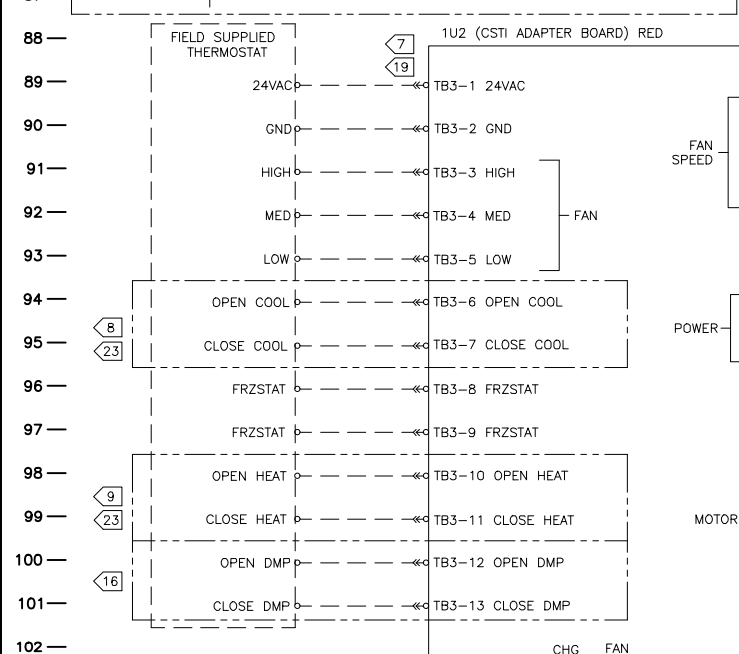 88 FIELD SUPPLIED 7 1U2 (CSTI ADAPTER BOARD) RED
THERMOSTAT
19
89 24VAC TB3-1 24VAC
90 GND TB3-2 GND
FAN
SPEED
91 HIGH TB3-3 HIGH
92 MED TB3-4 MED FAN
93 LOW TB3-5 LOW
94 OPEN COOL TB3-6 OPEN COOL
8 POWER
95 CLOSE COOL TB3-7 CLOSE COOL
23
96 FRZSTAT TB3-8 FRZSTAT
97 FRZSTAT TB3-9 FRZSTAT
98 OPEN HEAT TB3-10 OPEN HEAT
9
99 CLOSE HEAT TB3-11 CLOSE HEAT MOTOR
23
100 OPEN DMP TB3-12 OPEN DMP
16
101 CLOSE DMP TB3-13 CLOSE DMP
102 CHG FAN